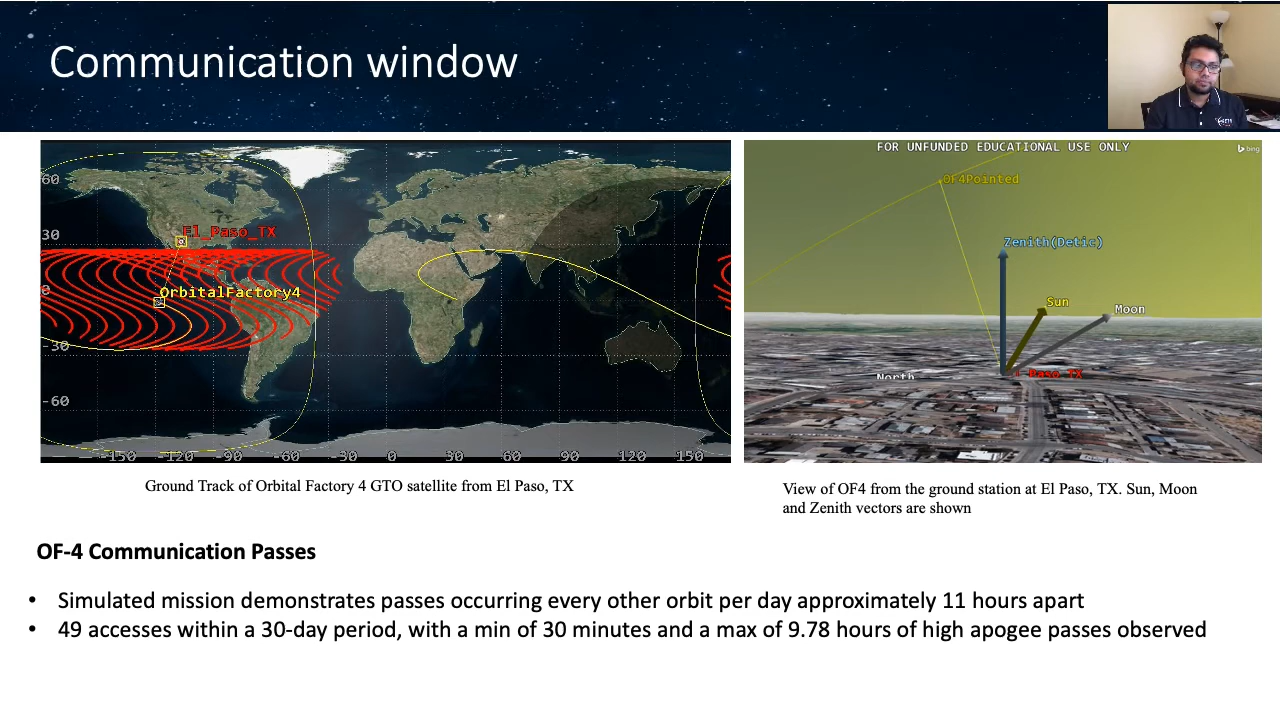 Communication window
60
30
0
-30
-60
El_Paso_TX
OrbitalFactory4
-150 -120 -90 -60 -30 0 30 60 90 120 150
FOR UNFUNDED EDUCATIONAL USE ONLY
bing
OF4Pointed
Zenith(Detic)
Sun
Moon
North
Paso_TX
Ground Track of Orbital Factory 4 GTO satellite from El Paso, TX
View of OF4 from the ground station at El Paso, TX. Sun, Moon
and Zenith vectors are shown
OF-4 Communication Passes
• Simulated mission demonstrates passes occurring every other orbit per day approximately 11 hours apart
• 49 accesses within a 30-day period, with a min of 30 minutes and a max of 9.78 hours of high apogee passes observed